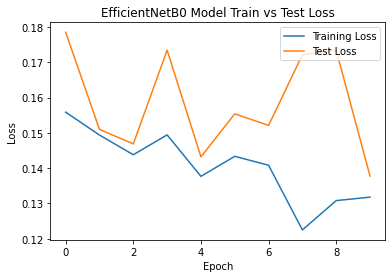 EfficientNetB0 Model Train vs Test Loss
Training Loss
Test Loss
Loss
0.18
0.17
0.16
0.15
0.14
0.13
0.12
0 2 4 6 8
Epoch